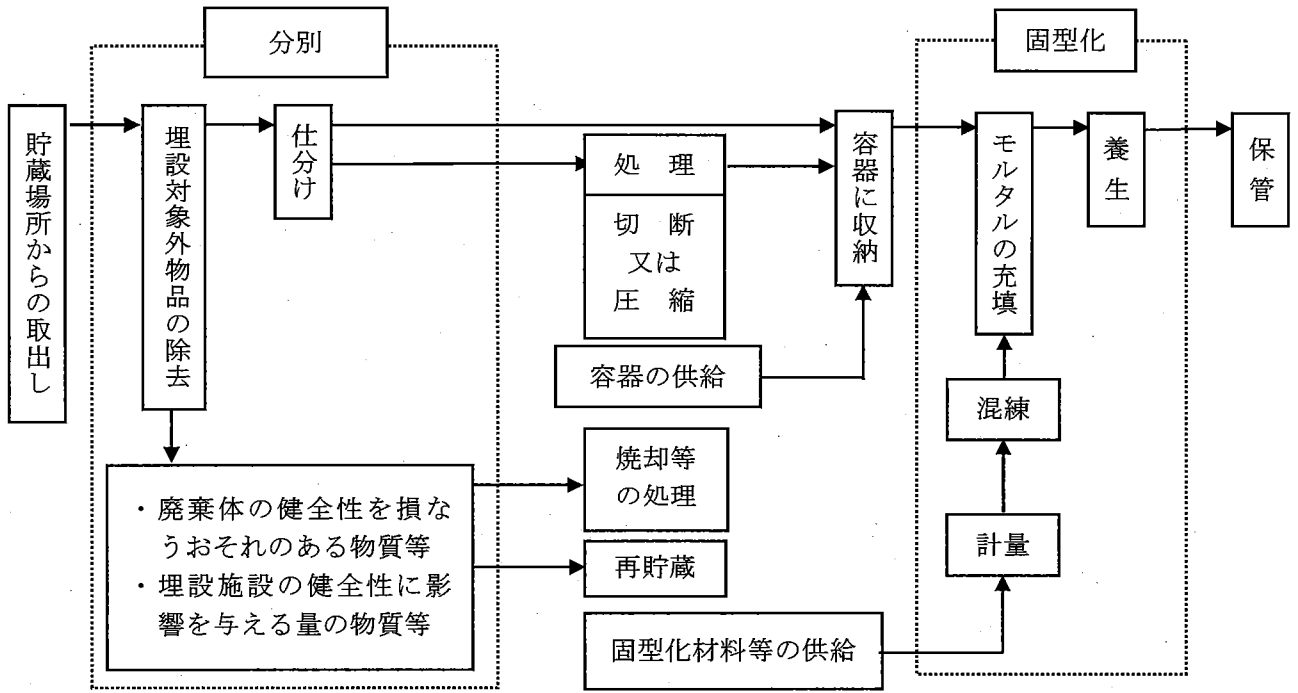 分別
固型化
貯蔵場所からの取出し
埋設対象外物品の除去
仕分け
処　理
切　断
又は
圧　縮
容器に収納
モルタルの充填
養生
保管
容器の供給
混練
・廃棄体の健全性を損な
うおそれのある物質等
・埋設施設の健全性に影
響を与える量の物質等
焼却等
の処理
再貯蔵
計量
固型化材料等の供給